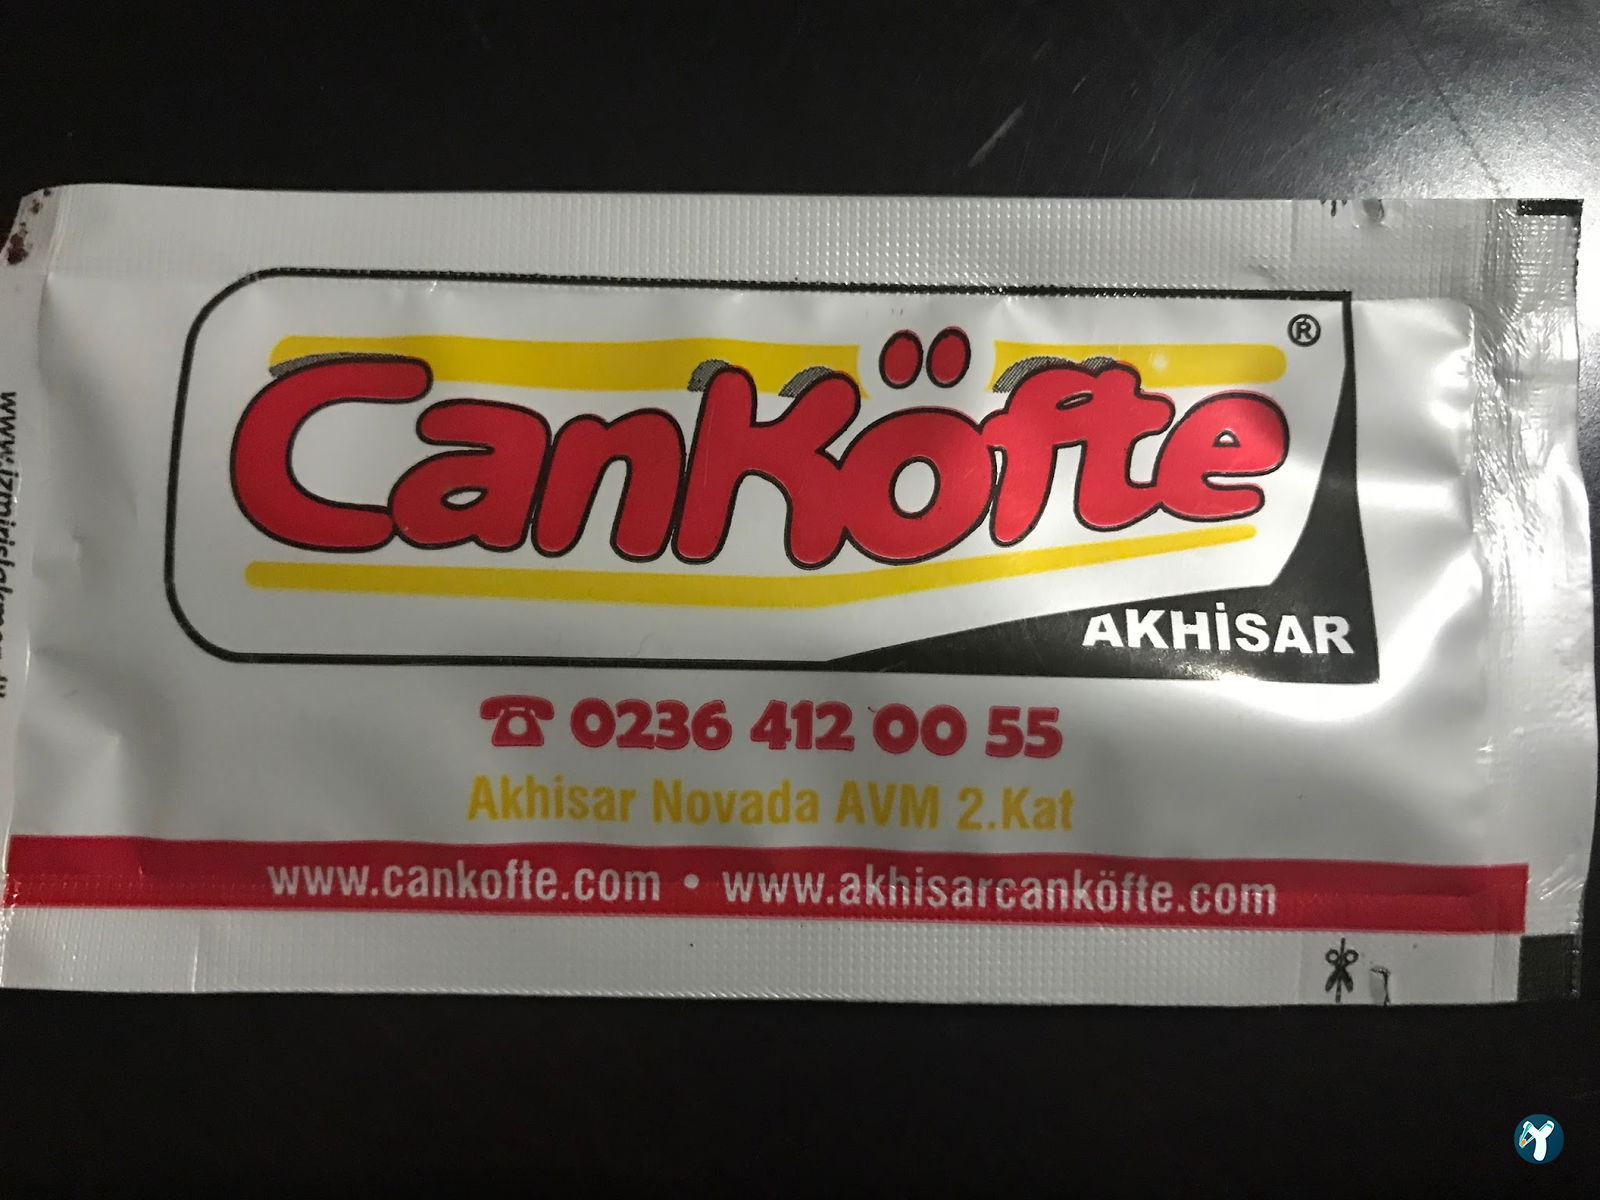 CanKöfte ®
AKHİSAR
☎ 0236 412 00 55
Akhisar Novada AVM 2.Kat
www.cankofte.com • www.akhisarcanköfte.com